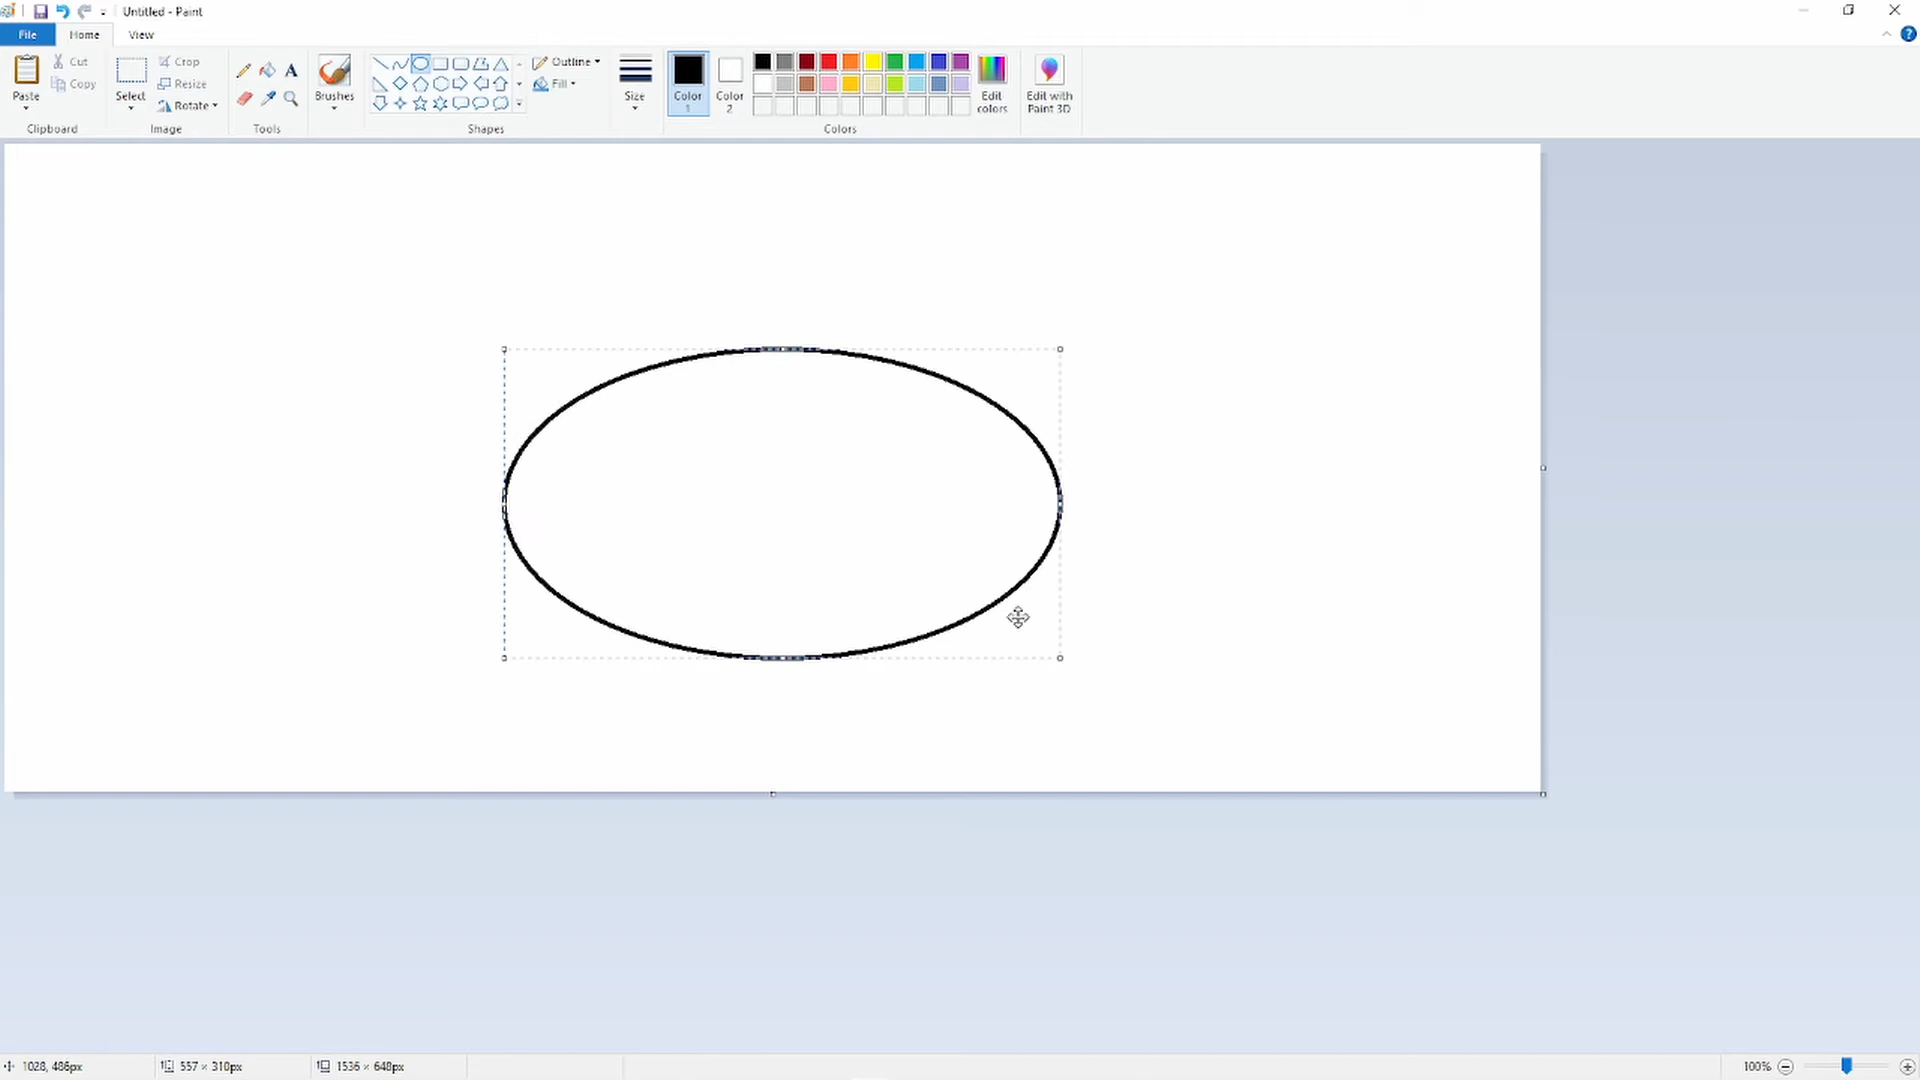 Untitled - Paint
File Home View
Paste Cut Copy Select Crop Resize Rotate A Brushes Outline Fill Size Color 1 Color 2 Edit colors Edit with Paint 3D
Clipboard Image Tools Shapes Colors
1028, 486px 557 × 310px 1536 × 648px 100%